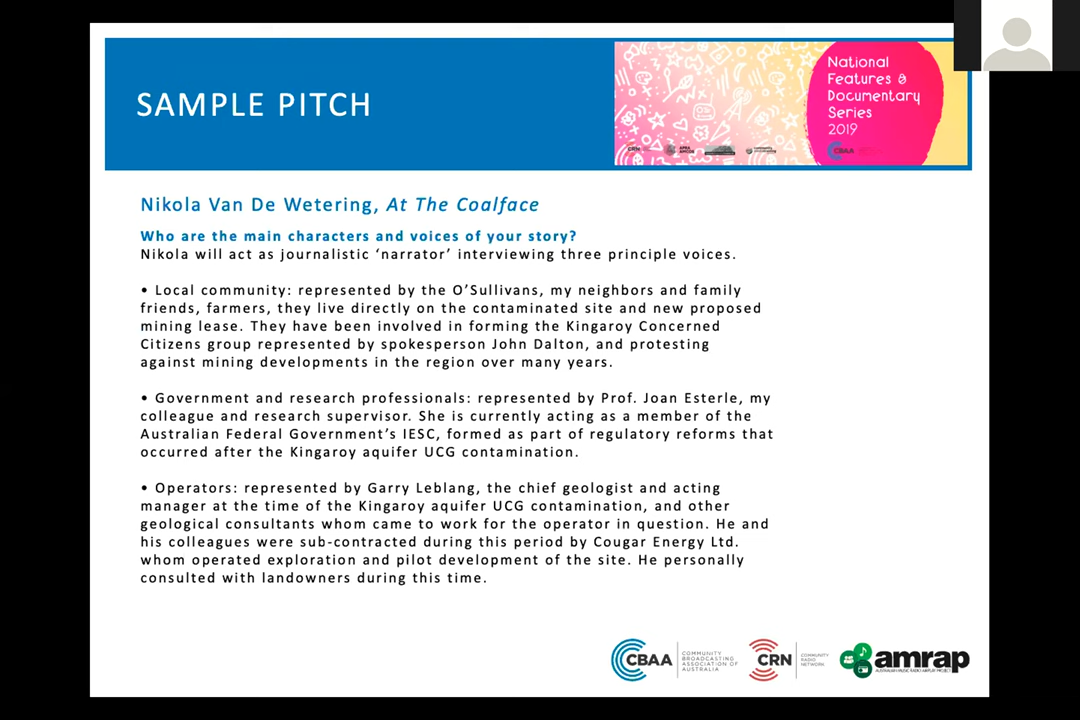 SAMPLE PITCH
National
Features &
Documentary
Series
2019
CRN
CBAA
Nikola Van De Wetering, At The Coalface
Who are the main characters and voices of your story?
Nikola will act as journalistic ‘narrator’ interviewing three principle voices.
• Local community: represented by the O’Sullivans, my neighbors and family
friends, farmers, they live directly on the contaminated site and new proposed
mining lease. They have been involved in forming the Kingaroy Concerned
Citizens group represented by spokesperson John Dalton, and protesting
against mining developments in the region over many years.
• Government and research professionals: represented by Prof. Joan Esterle, my
colleague and research supervisor. She is currently acting as a member of the
Australian Federal Government’s IESC, formed as part of regulatory reforms that
occurred after the Kingaroy aquifer UCG contamination.
• Operators: represented by Garry Leblang, the chief geologist and acting
manager at the time of the Kingaroy aquifer UCG contamination, and other
geological consultants whom came to work for the operator in question. He and
his colleagues were sub-contracted during this period by Cougar Energy Ltd.
whom operated exploration and pilot development of the site. He personally
consulted with landowners during this time.
CBAA
COMMUNITY
BROADCASTING
ASSOCIATION OF
AUSTRALIA
CRN
COMMUNITY
RADIO
NETWORK
amrap
AUSTRALIAN MUSIC RADIO AIRPLAY PROJECT